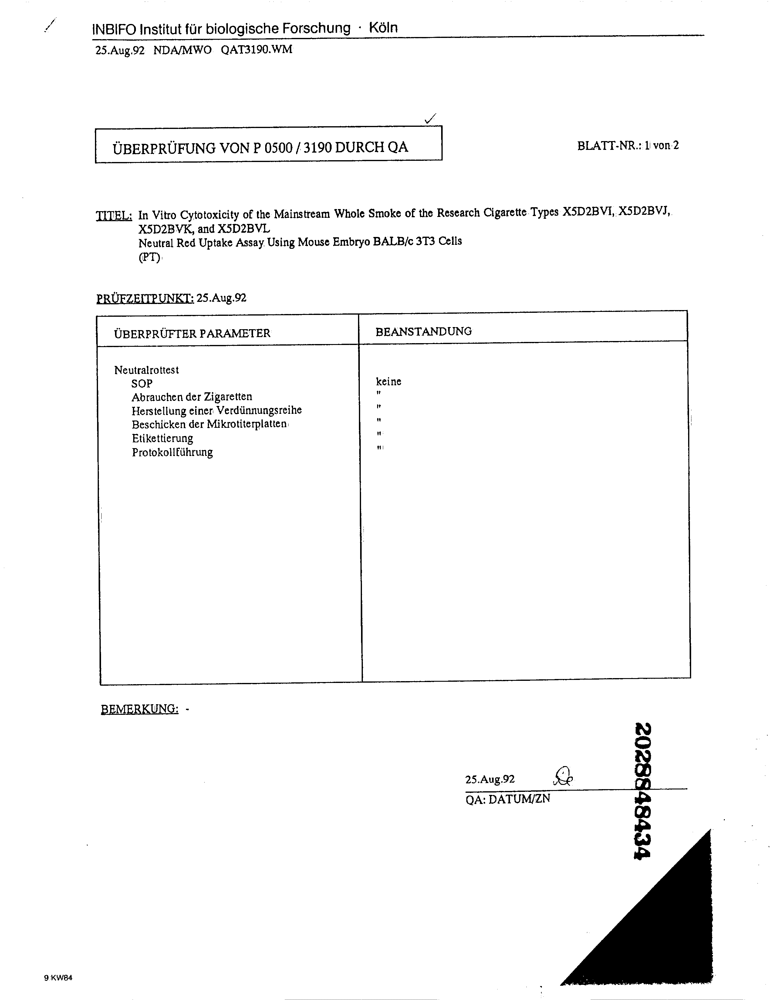 INBIFO Institut für biologische Forschung · Köln
25.Aug.92 NDA/MWO QAT3190.WM
ÜBERPRÜFUNG VON P 0500 / 3190 DURCH QA
BLATT-NR.: 1 von 2
TITEL: In Vitro Cytotoxicity of the Mainstream Whole Smoke of the Research Cigarette Types X5D2BVI, X5D2BVJ,
X5D2BVK, and X5D2BVL
Neutral Red Uptake Assay Using Mouse Embryo BALB/c 3T3 Cells
(PT)
PRÜFZEITPUNKT: 25.Aug.92
ÜBERPRÜFTER PARAMETER BEANSTANDUNG
Neutralrottest
SOP keine
Abrauchen der Zigaretten "
Herstellung einer Verdünnungsreihe "
Beschicken der Mikrotiterplatten "
Etikettierung "
Protokollführung "
BEMERKUNG: -
25.Aug.92
QA: DATUM/ZN
2028848434
9 KW84